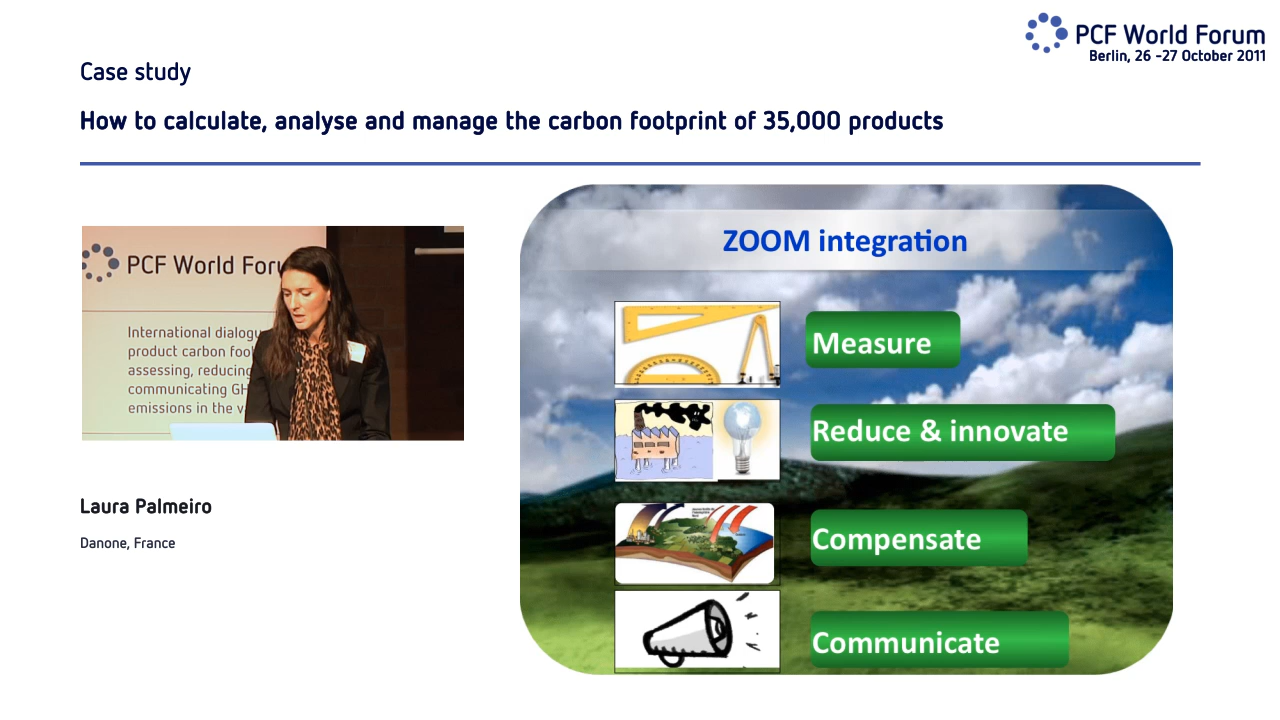 PCF World Forum
Berlin, 26 -27 October 2011
Case study
How to calculate, analyse and manage the carbon footprint of 35,000 products
PCF World Foru
International dialogu
product carbon foo
assessing, reducing
communicating GH
emissions in the v
ZOOM integration
Measure
Reduce & innovate
Compensate
Communicate
Laura Palmeiro
Danone, France